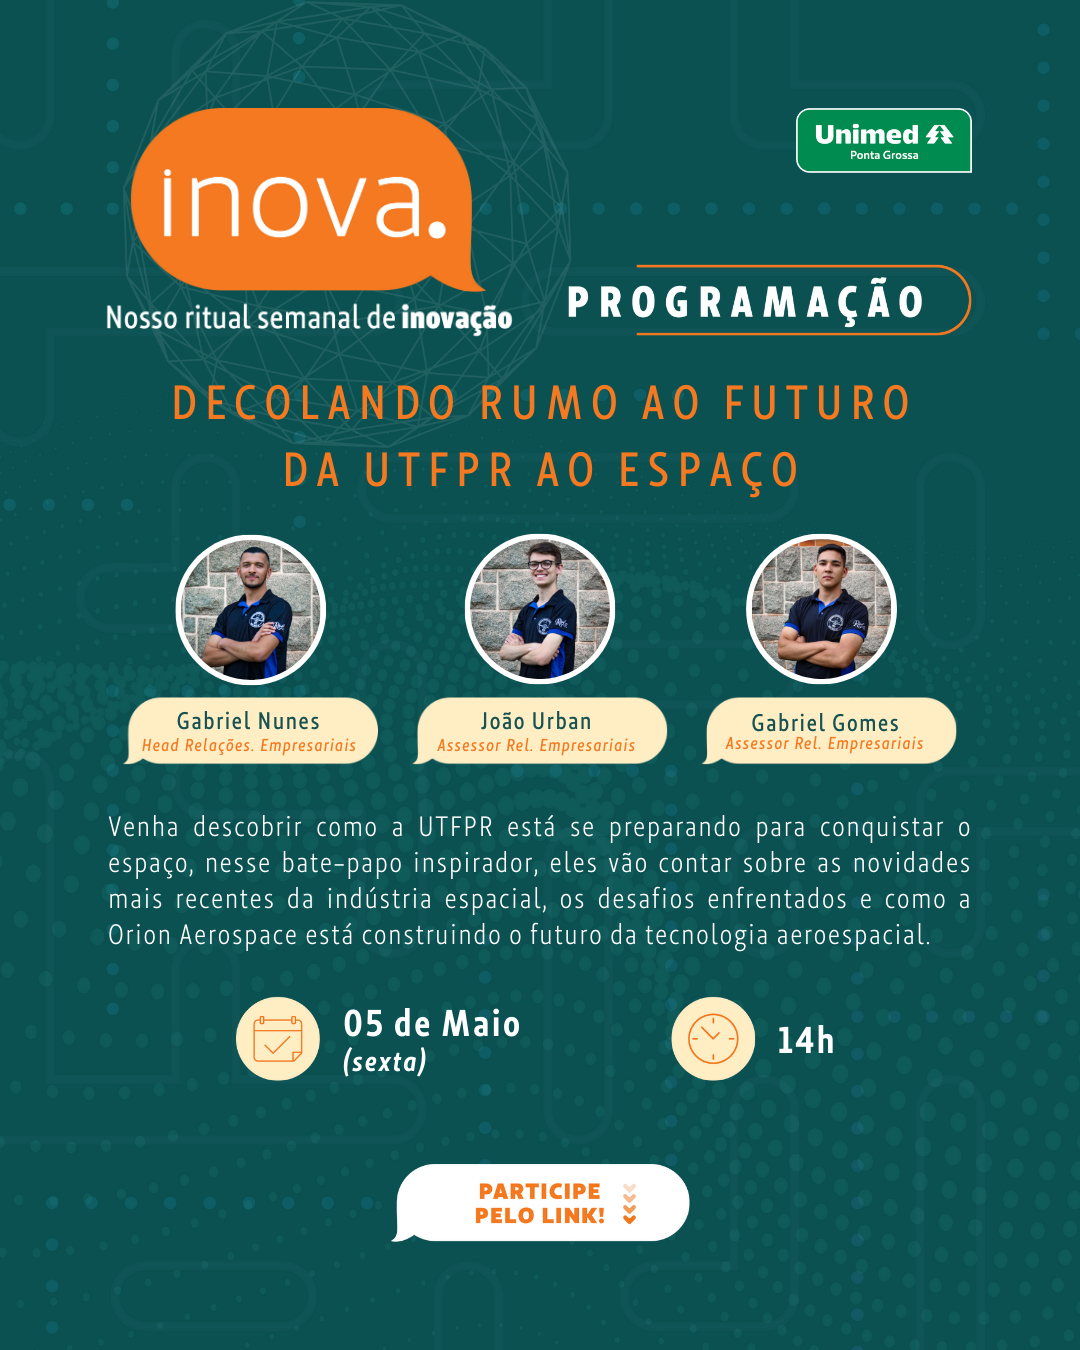 inova.
Nosso ritual semanal de inovação
Unimed
Ponta Grossa
PROGRAMAÇÃO
DECOLANDO RUMO AO FUTURO
DA UTFPR AO ESPAÇO
Gabriel Nunes
Head Relações. Empresariais
João Urban
Assessor Rel. Empresariais
Gabriel Gomes
Assessor Rel. Empresariais
Venha descobrir como a UTFPR está se preparando para conquistar o
espaço, nesse bate-papo inspirador, eles vão contar sobre as novidades
mais recentes da indústria espacial, os desafios enfrentados e como a
Orion Aerospace está construindo o futuro da tecnologia aeroespacial.
05 de Maio
(sexta)
14h
PARTICIPE
PELO LINK!